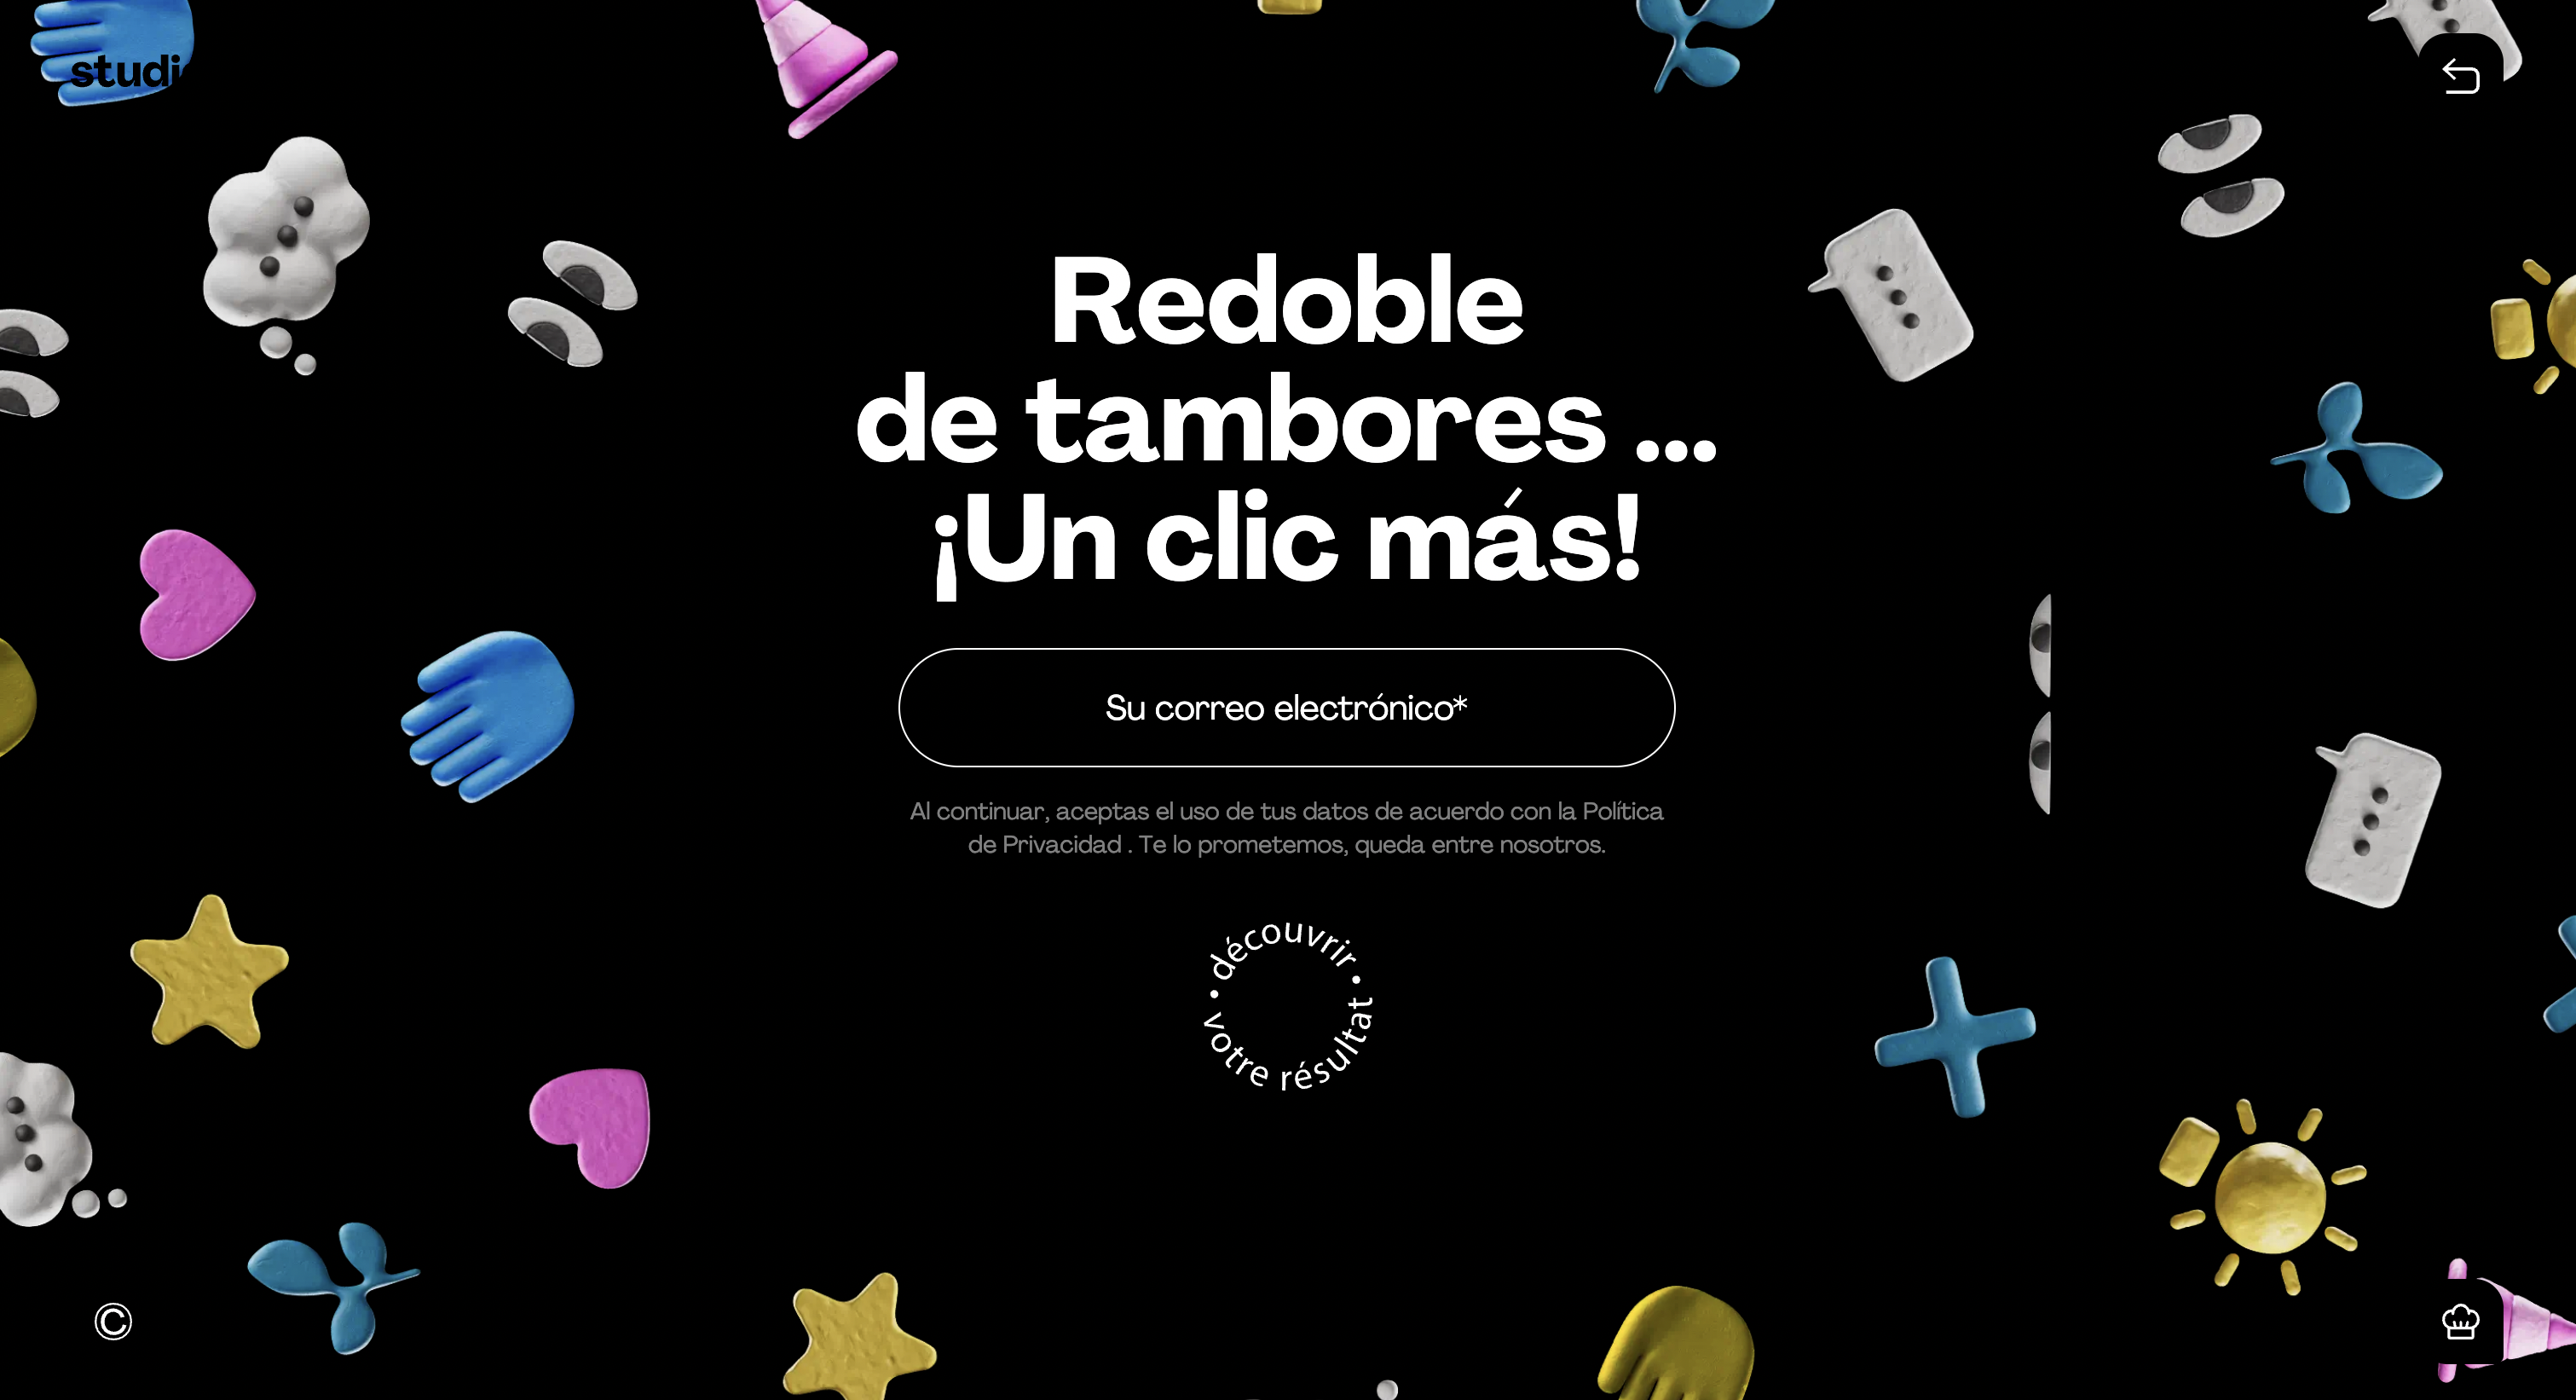 studi
Redoble
de tambores ...
¡Un clic más!
Su correo electrónico*
Al continuar, aceptas el uso de tus datos de acuerdo con la Política
de Privacidad . Te lo prometemos, queda entre nosotros.
• découvrir • votre résultat
©